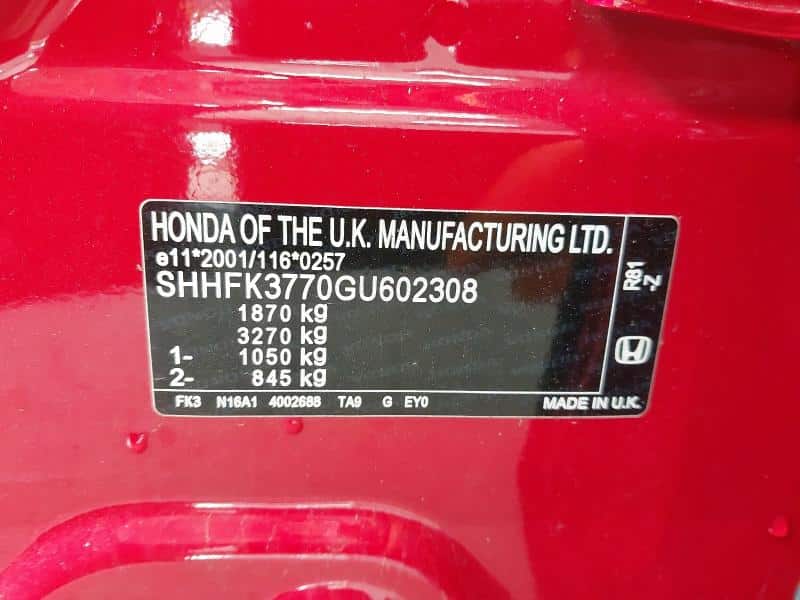 HONDA OF THE U.K. MANUFACTURING LTD.
e11*2001/116*0257
SHHFK3770GU602308
1870 kg
3270 kg
1- 1050 kg
2- 845 kg
FK3 N16A1 4002688 TA9 G EY0
MADE IN U.K.
R81
-Z